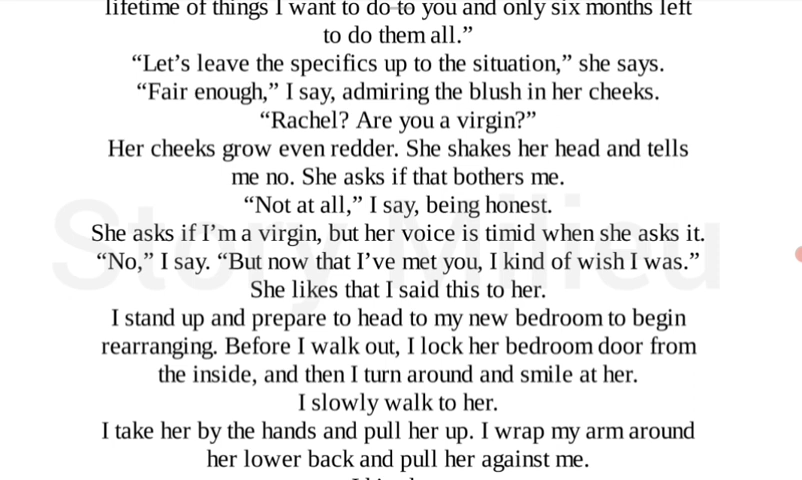 lifetime of things I want to do to you and only six months left
to do them all.”
“Let’s leave the specifics up to the situation,” she says.
“Fair enough,” I say, admiring the blush in her cheeks.
“Rachel? Are you a virgin?”
Her cheeks grow even redder. She shakes her head and tells
me no. She asks if that bothers me.
“Not at all,” I say, being honest.
She asks if I’m a virgin, but her voice is timid when she asks it.
“No,” I say. “But now that I’ve met you, I kind of wish I was.”
She likes that I said this to her.
I stand up and prepare to head to my new bedroom to begin
rearranging. Before I walk out, I lock her bedroom door from
the inside, and then I turn around and smile at her.
I slowly walk to her.
I take her by the hands and pull her up. I wrap my arm around
her lower back and pull her against me.
Story Milieu